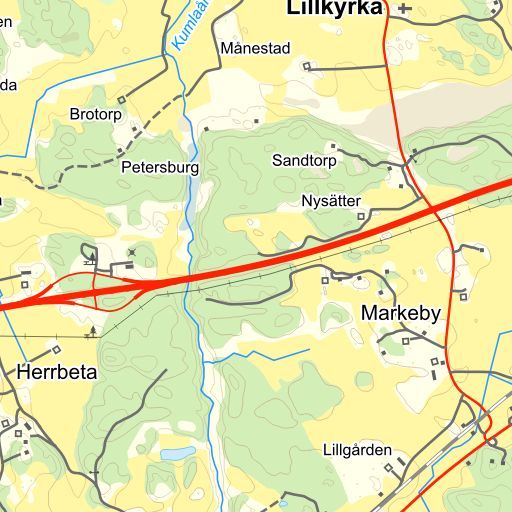 Lillkyrka
Kumlaån
Månestad
da
Brotorp
Petersburg
Sandtorp
Nysätter
Markeby
Herrbeta
Lillgården